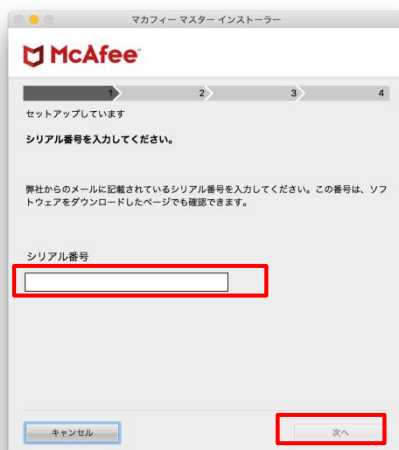 マカフィー マスター インストーラー
McAfee™
1 2 3 4
セットアップしています
シリアル番号を入力してください。
弊社からのメールに記載されているシリアル番号を入力してください。この番号は、ソフ
トウェアをダウンロードしたページでも確認できます。
シリアル番号
キャンセル 次へ